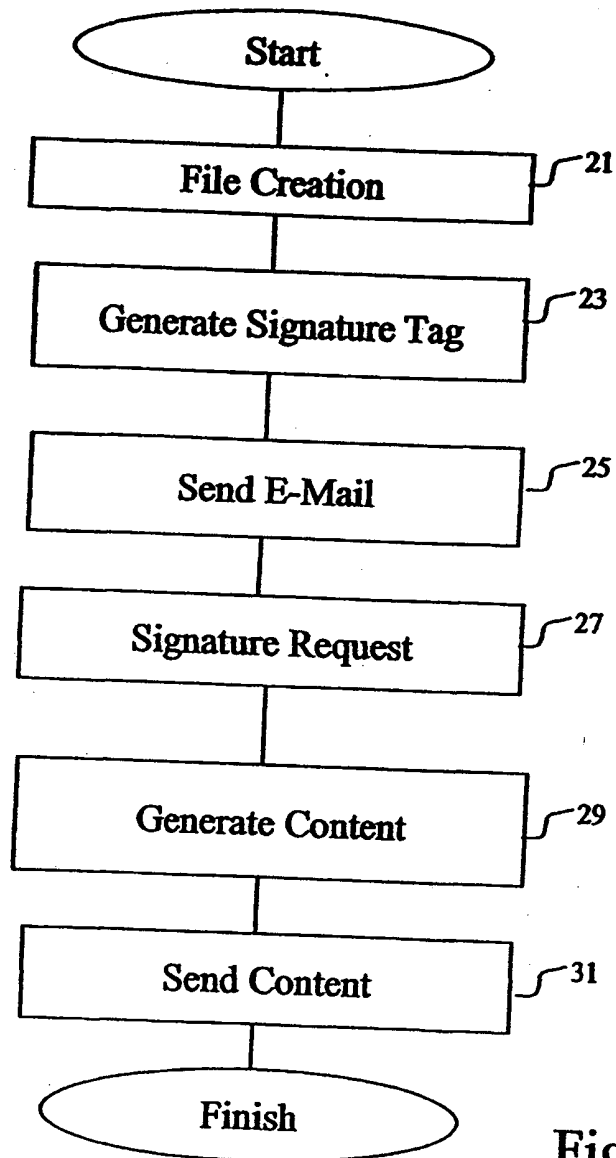 Start
File Creation
21
Generate Signature Tag
23
Send E-Mail
25
Signature Request
27
Generate Content
29
Send Content
31
Finish
Fig